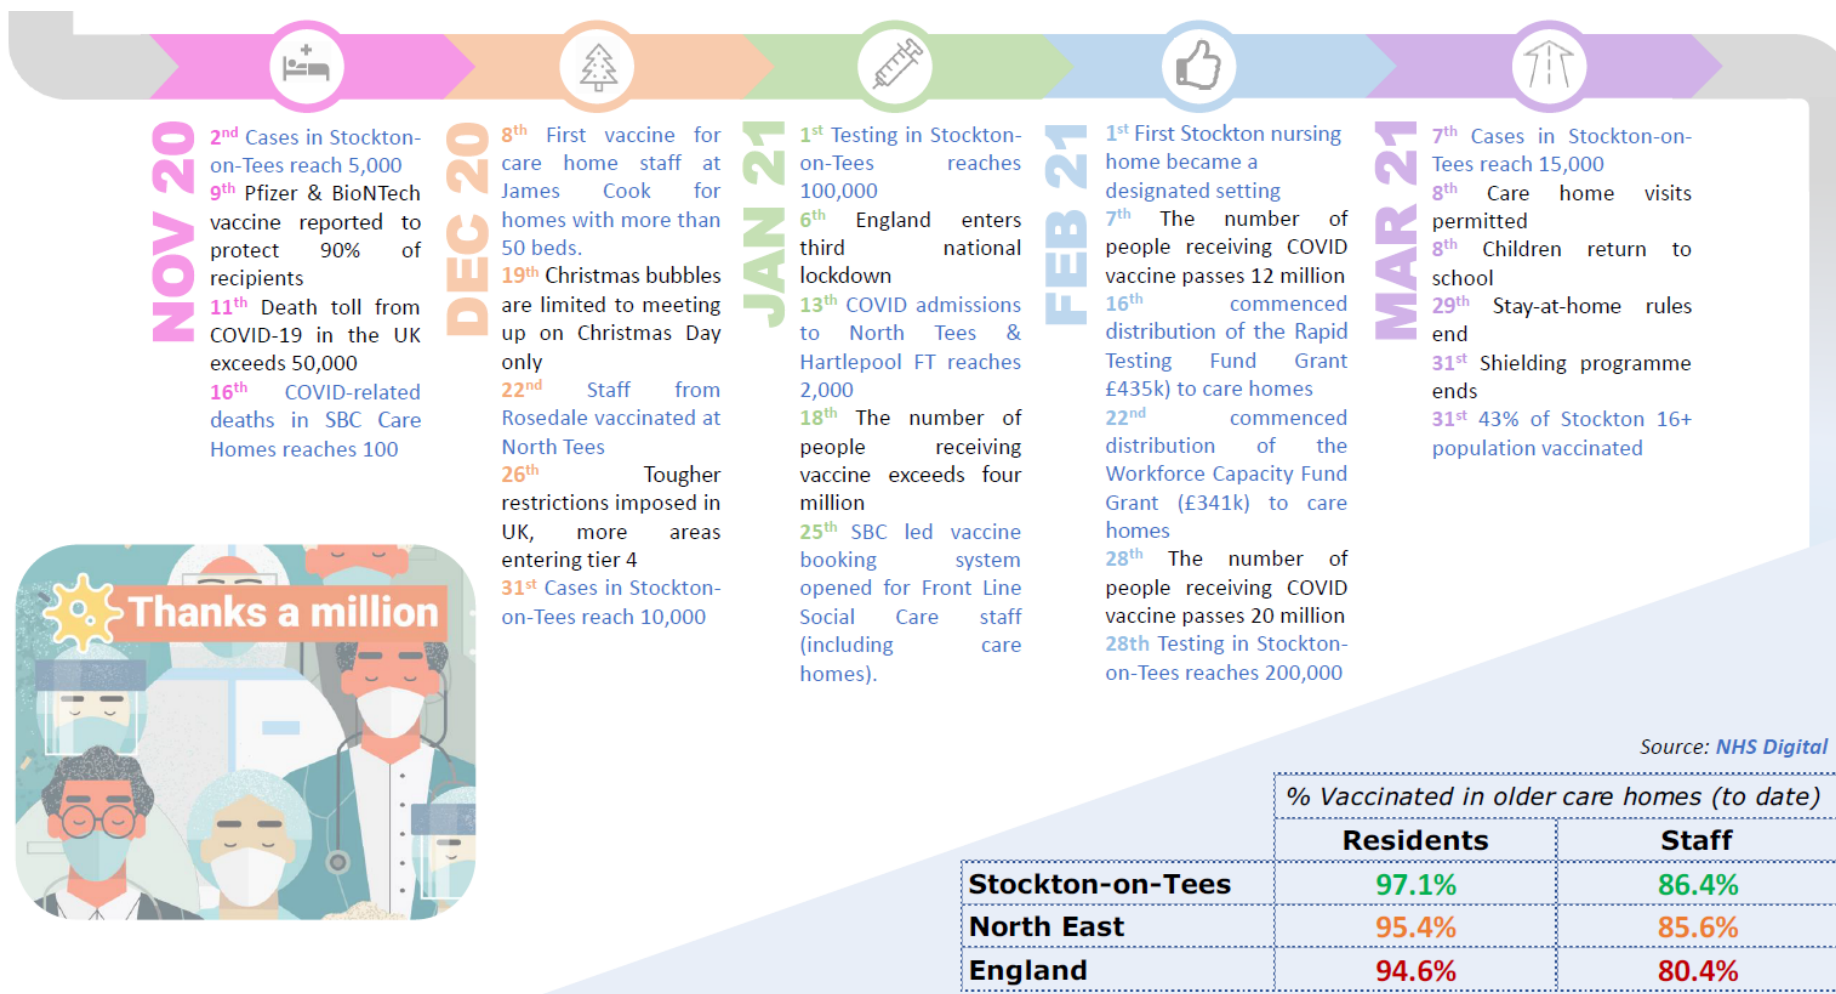 NOV 20
2nd Cases in Stockton-
on-Tees reach 5,000
9th Pfizer & BioNTech
vaccine reported to
protect 90% of
recipients
11th Death toll from
COVID-19 in the UK
exceeds 50,000
16th COVID-related
deaths in SBC Care
Homes reaches 100
DEC 20
8th First vaccine for
care home staff at
James Cook for
homes with more than
50 beds.
19th Christmas bubbles
are limited to meeting
up on Christmas Day
only
22nd Staff from
Rosedale vaccinated at
North Tees
26th Tougher
restrictions imposed in
UK, more areas
entering tier 4
31st Cases in Stockton-
on-Tees reach 10,000
JAN 21
1st Testing in Stockton-
on-Tees reaches
100,000
6th England enters
third national
lockdown
13th COVID admissions
to North Tees &
Hartlepool FT reaches
2,000
18th The number of
people receiving
vaccine exceeds four
million
25th SBC led vaccine
booking system
opened for Front Line
Social Care staff
(including care
homes).
FEB 21
1st First Stockton nursing
home became a
designated setting
7th The number of
people receiving COVID
vaccine passes 12 million
16th commenced
distribution of the Rapid
Testing Fund Grant
£435k) to care homes
22nd commenced
distribution of the
Workforce Capacity Fund
Grant (£341k) to care
homes
28th The number of
people receiving COVID
vaccine passes 20 million
28th Testing in Stockton-
on-Tees reaches 200,000
MAR 21
7th Cases in Stockton-on-
Tees reach 15,000
8th Care home visits
permitted
8th Children return to
school
29th Stay-at-home rules
end
31st Shielding programme
ends
31st 43% of Stockton 16+
population vaccinated
Thanks a million
Source: NHS Digital
% Vaccinated in older care homes (to date)
Residents Staff
Stockton-on-Tees 97.1% 86.4%
North East 95.4% 85.6%
England 94.6% 80.4%